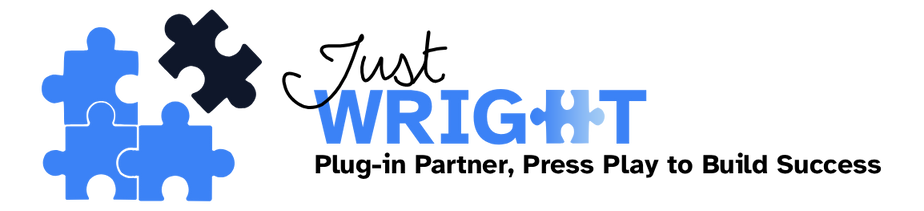 Just
WRIGHT
Plug-in Partner, Press Play to Build Success